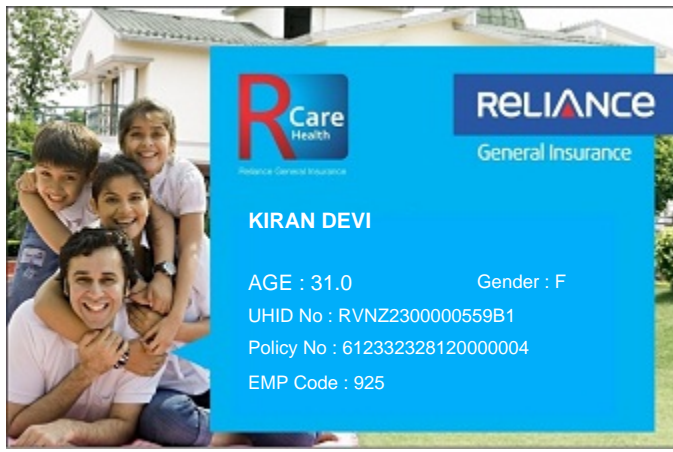 RCare
Health
Reliance General Insurance
RELIANCE
General Insurance
KIRAN DEVI
AGE : 31.0 Gender : F
UHID No : RVNZ2300000559B1
Policy No : 612332328120000004
EMP Code : 925